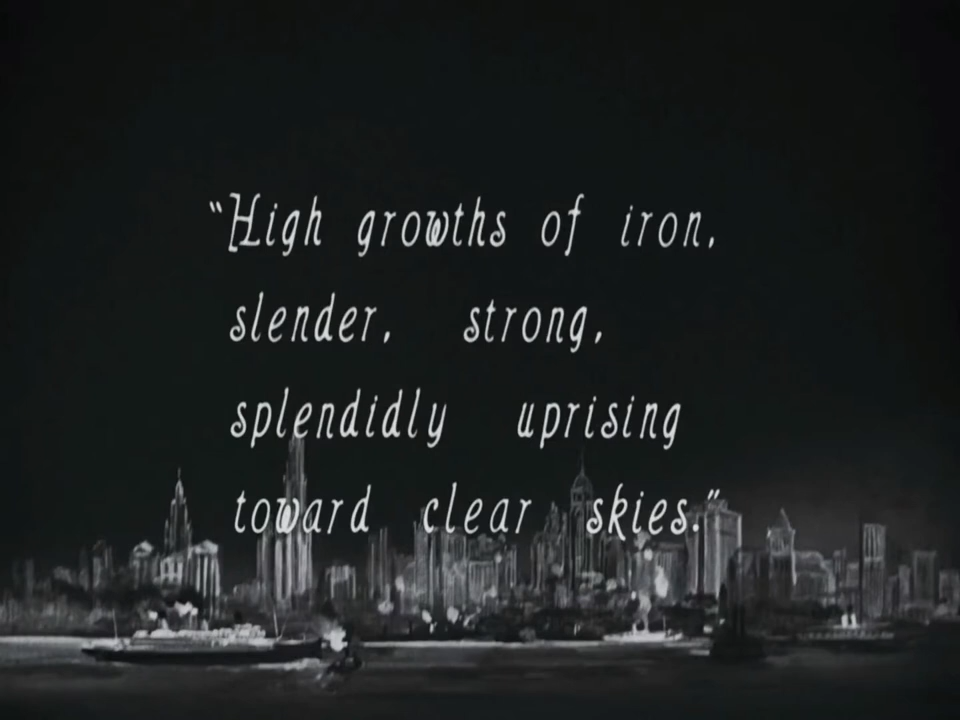 "High growths of iron,
slender, strong,
splendidly uprising
toward clear skies."